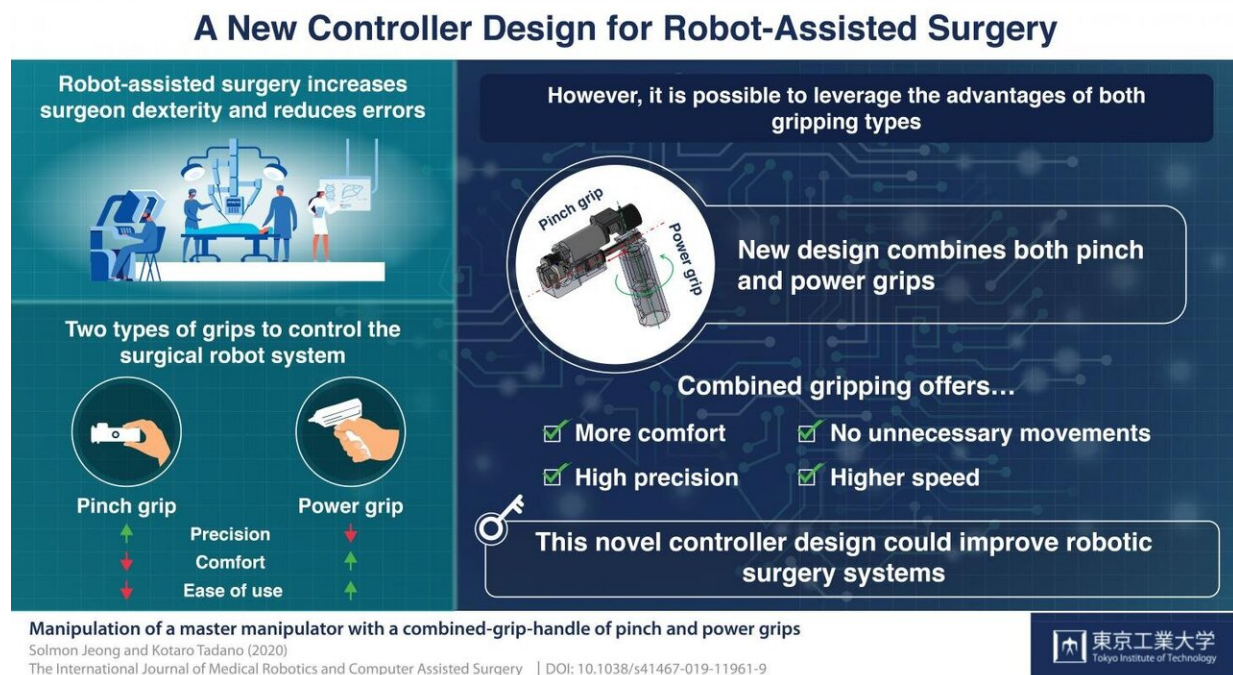 A New Controller Design for Robot-Assisted Surgery
Robot-assisted surgery increases
surgeon dexterity and reduces errors
Two types of grips to control the
surgical robot system
Pinch grip
Power grip
Precision
Comfort
Ease of use
However, it is possible to leverage the advantages of both
gripping types
Pinch grip
Power grip
New design combines both pinch
and power grips
Combined gripping offers...
More comfort
No unnecessary movements
High precision
Higher speed
This novel controller design could improve robotic
surgery systems
Manipulation of a master manipulator with a combined-grip-handle of pinch and power grips
Solmon Jeong and Kotaro Tadano (2020)
The International Journal of Medical Robotics and Computer Assisted Surgery | DOI: 10.1038/s41467-019-11961-9
東京工業大学
Tokyo Institute of Technology